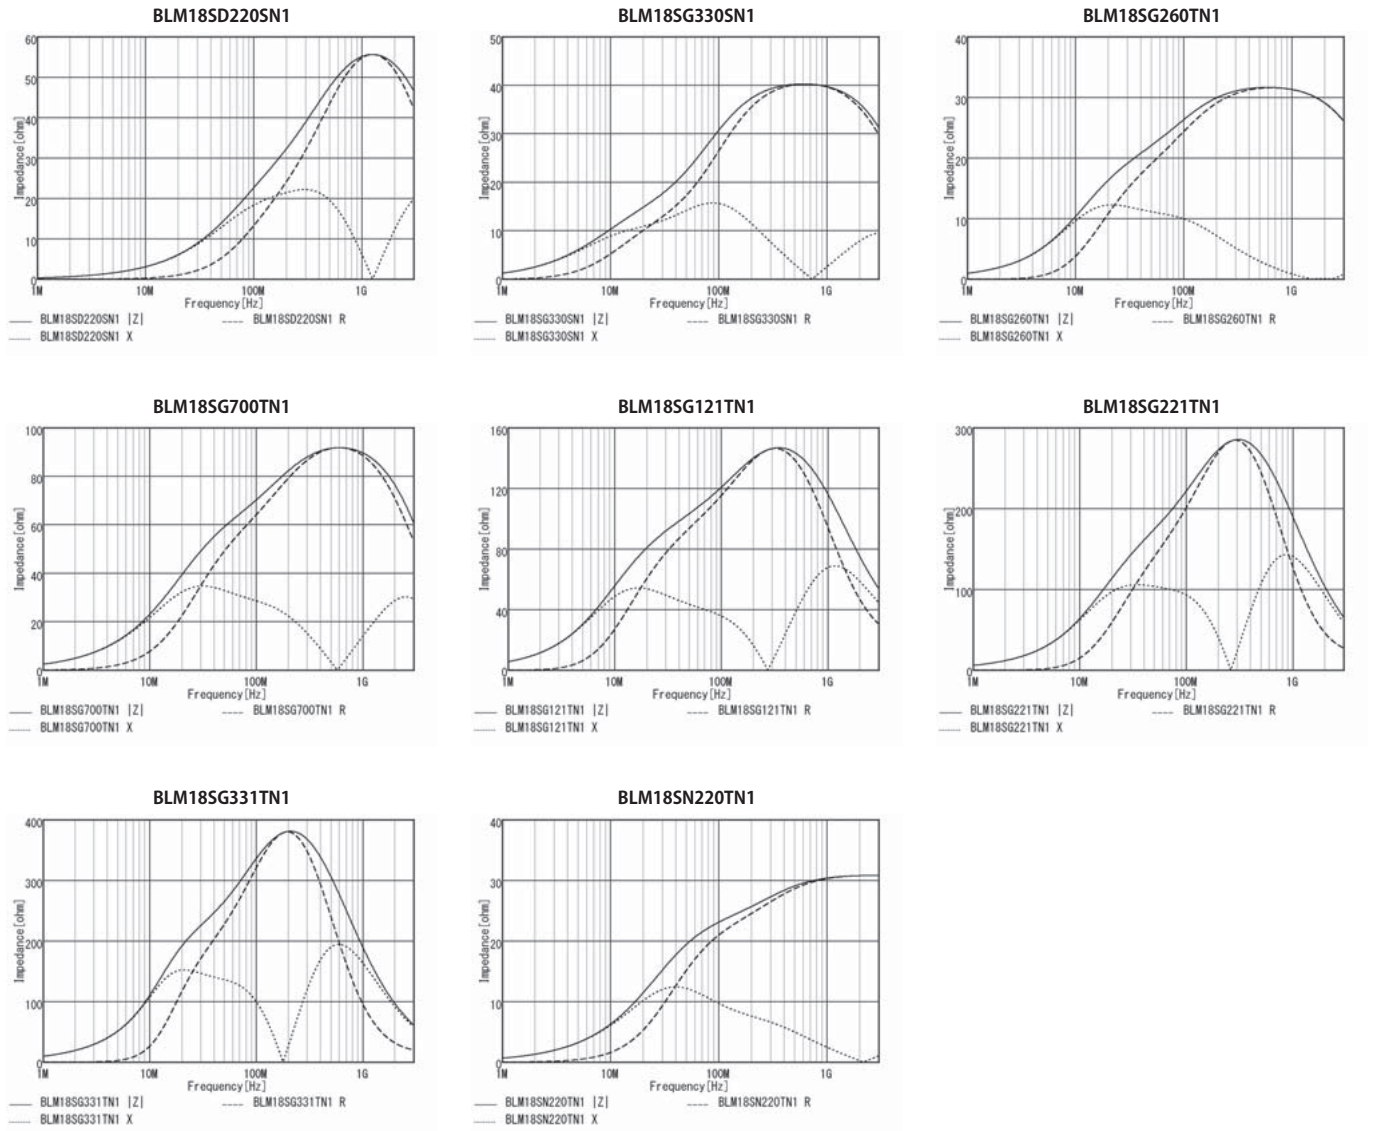 BLM18SD220SN1
60
50
40
30
20
10
0
Impedance[ohm]
1M 10M 100M 1G
Frequency[Hz]
BLM18SD220SN1 |Z| BLM18SD220SN1 R
BLM18SD220SN1 X
BLM18SG330SN1
50
40
30
20
10
0
Impedance[ohm]
1M 10M 100M 1G
Frequency[Hz]
BLM18SG330SN1 |Z| BLM18SG330SN1 R
BLM18SG330SN1 X
BLM18SG260TN1
40
30
20
10
0
Impedance[ohm]
1M 10M 100M 1G
Frequency[Hz]
BLM18SG260TN1 |Z| BLM18SG260TN1 R
BLM18SG260TN1 X
BLM18SG700TN1
100
80
60
40
20
0
Impedance[ohm]
1M 10M 100M 1G
Frequency[Hz]
BLM18SG700TN1 |Z| BLM18SG700TN1 R
BLM18SG700TN1 X
BLM18SG121TN1
160
120
80
40
0
Impedance[ohm]
1M 10M 100M 1G
Frequency[Hz]
BLM18SG121TN1 |Z| BLM18SG121TN1 R
BLM18SG121TN1 X
BLM18SG221TN1
300
200
100
0
Impedance[ohm]
1M 10M 100M 1G
Frequency[Hz]
BLM18SG221TN1 |Z| BLM18SG221TN1 R
BLM18SG221TN1 X
BLM18SG331TN1
400
300
200
100
0
Impedance[ohm]
1M 10M 100M 1G
Frequency[Hz]
BLM18SG331TN1 |Z| BLM18SG331TN1 R
BLM18SG331TN1 X
BLM18SN220TN1
40
30
20
10
0
Impedance[ohm]
1M 10M 100M 1G
Frequency[Hz]
BLM18SN220TN1 |Z| BLM18SN220TN1 R
BLM18SN220TN1 X